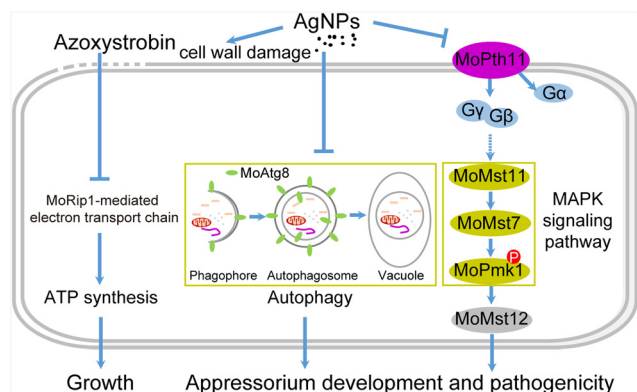 AgNPs
Azoxystrobin
cell wall damage
MoPth11
Gα
Gγ
Gβ
MoAtg8
MoRip1-mediated
electron transport chain
MoMst11
MoMst7
P
MoPmk1
MAPK
signaling
pathway
Phagophore
Autophagosome
Vacuole
ATP synthesis
Autophagy
MoMst12
Growth
Appressorium development and pathogenicity